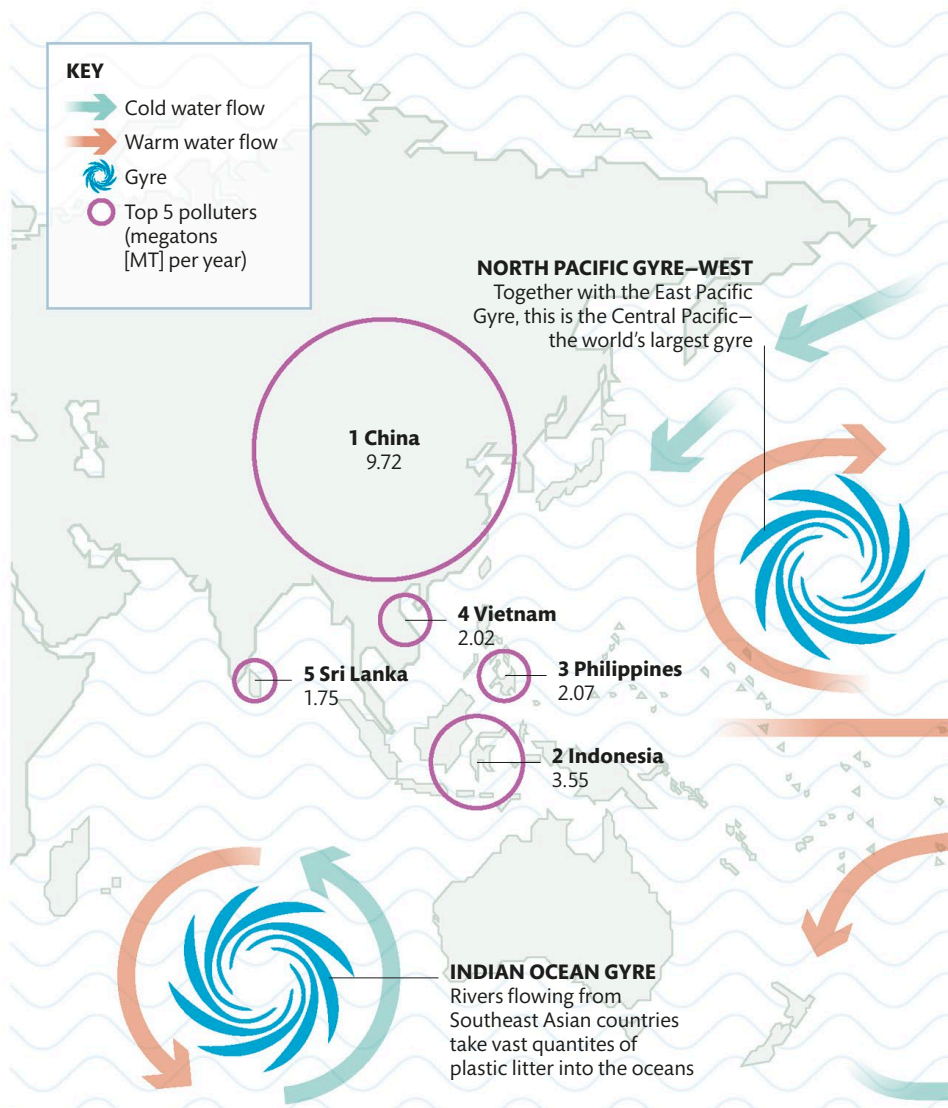 KEY
Cold water flow
Warm water flow
Gyre
Top 5 polluters
(megatons
[MT] per year)
NORTH PACIFIC GYRE–WEST
Together with the East Pacific
Gyre, this is the Central Pacific–
the world's largest gyre
1 China
9.72
4 Vietnam
2.02
3 Philippines
2.07
5 Sri Lanka
1.75
2 Indonesia
3.55
INDIAN OCEAN GYRE
Rivers flowing from
Southeast Asian countries
take vast quantites of
plastic litter into the oceans